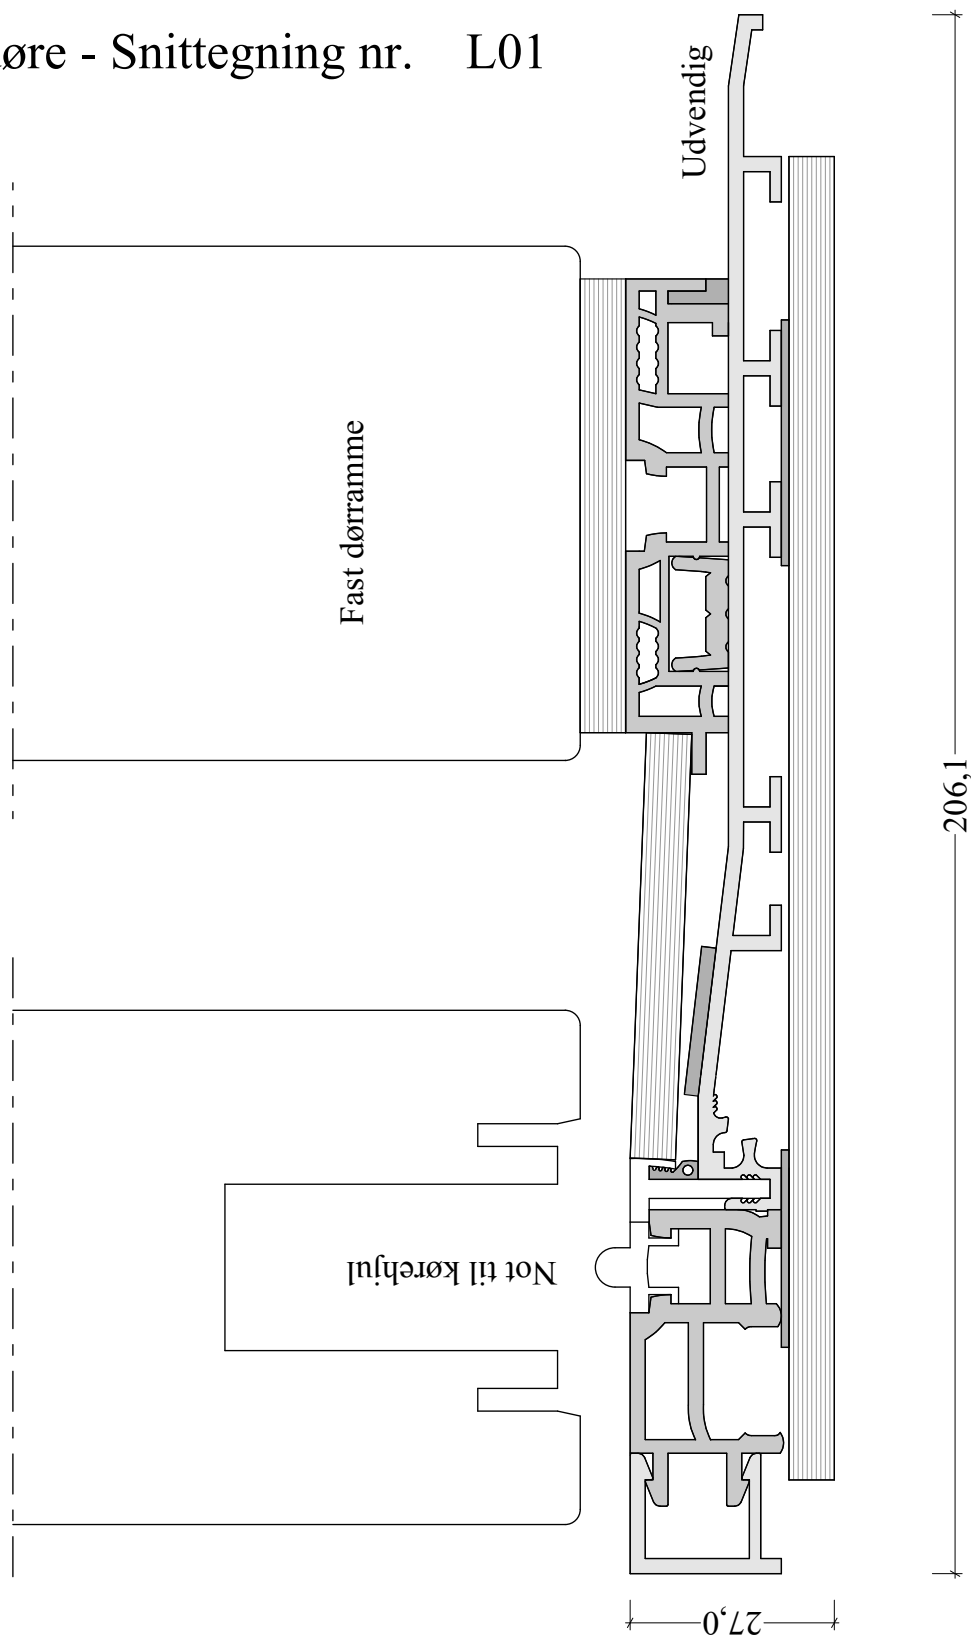 øre - Snittegning nr. L01
Udvendig
Fast dørramme
Not til kørehjul
206,1
27,0